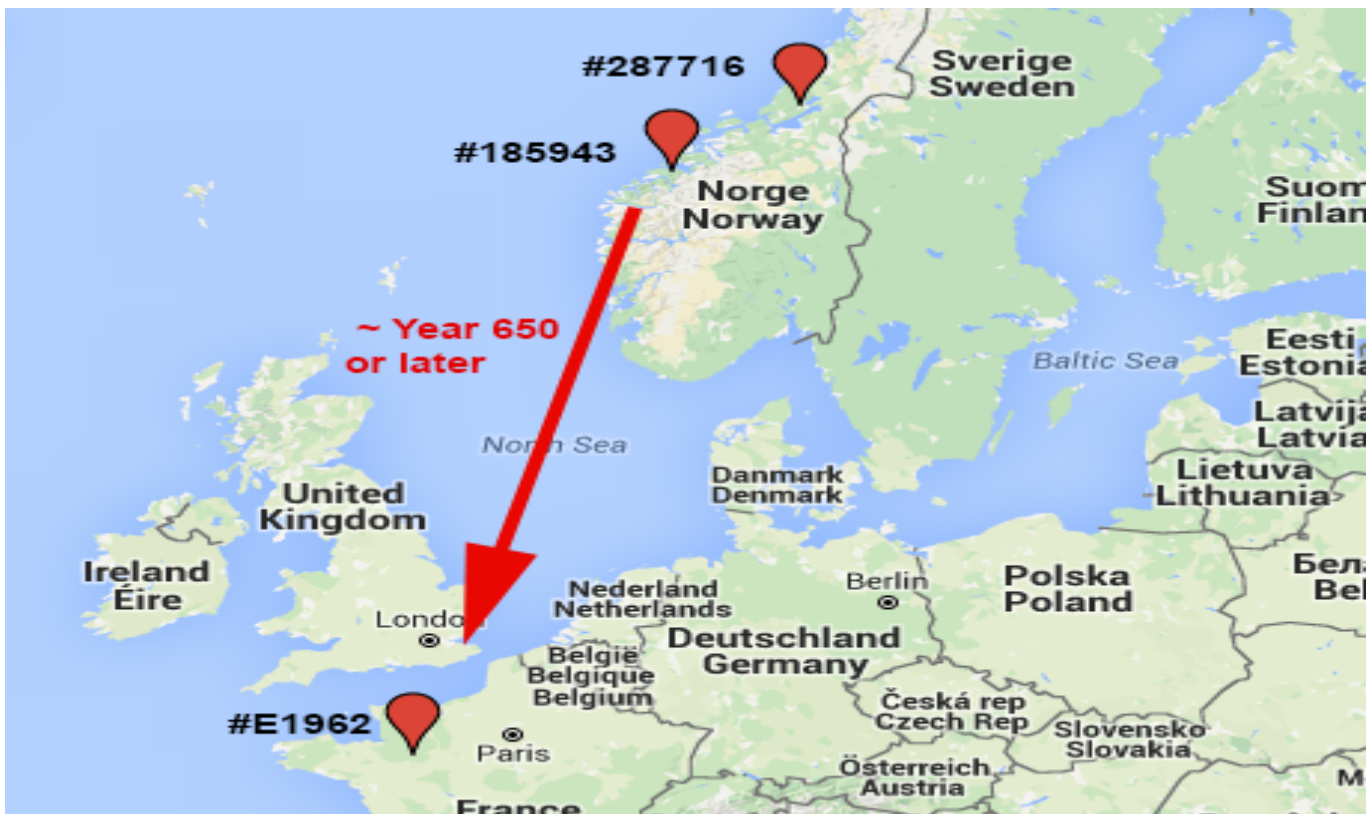 #287716
Sverige
Sweden
#185943
Norge
Norway
Suom
Finlan
~ Year 650
or later
Eesti
Estonia
Baltic Sea
Latvija
Latvia
North Sea
Danmark
Denmark
Lietuva
Lithuania
United
Kingdom
Ireland
Éire
Nederland
Netherlands
Berlin
Polska
Poland
Бел
Bel
London
Deutschland
Germany
België
Belgique
Belgium
#E1962
Paris
Česká rep
Czech Rep
Slovensko
Slovakia
Österreich
Austria
M
France